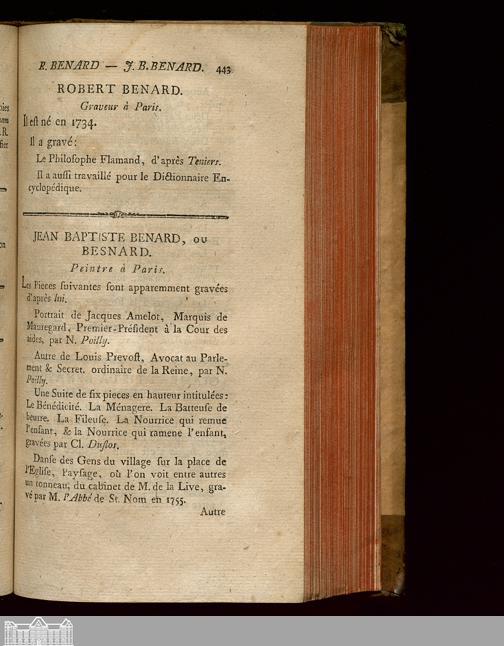 R. BENARD — J. B. BENARD. 443
ROBERT BENARD.
Graveur à Paris.
Il est né en 1734.
Il a gravé:
Le Philoſophe Flamand, d'après Teniers.
Il a auſſi travaillé pour le Dictionnaire En-
cyclopédique.
JEAN BAPTISTE BENARD, ou
BESNARD.
Peintre à Paris.
Les Pieces ſuivantes ſont apparemment gravées
d'après lui.
Portrait de Jacques Amelot, Marquis de
Mauregard, Premier-Préſident à la Cour des
aides, par N. Poilly.
Autre de Louis Prevoſt, Avocat au Parle-
ment & Secret. ordinaire de la Reine, par N.
Poilly.
Une Suite de ſix pieces en hauteur intitulées:
Le Bénédicité. La Ménagere. La Batteuſe de
beurre. La Fileuſe. La Nourrice qui remue
l'enfant, & la Nourrice qui ramene l'enfant,
gravées par Cl. Duflos.
Danſe des Gens du village ſur la place de
l'Egliſe, Payſage, où l'on voit entre autres
un tonneau, du cabinet de M. de la Live, gra-
vé par M. l'Abbé de St. Nom en 1755.
Autre